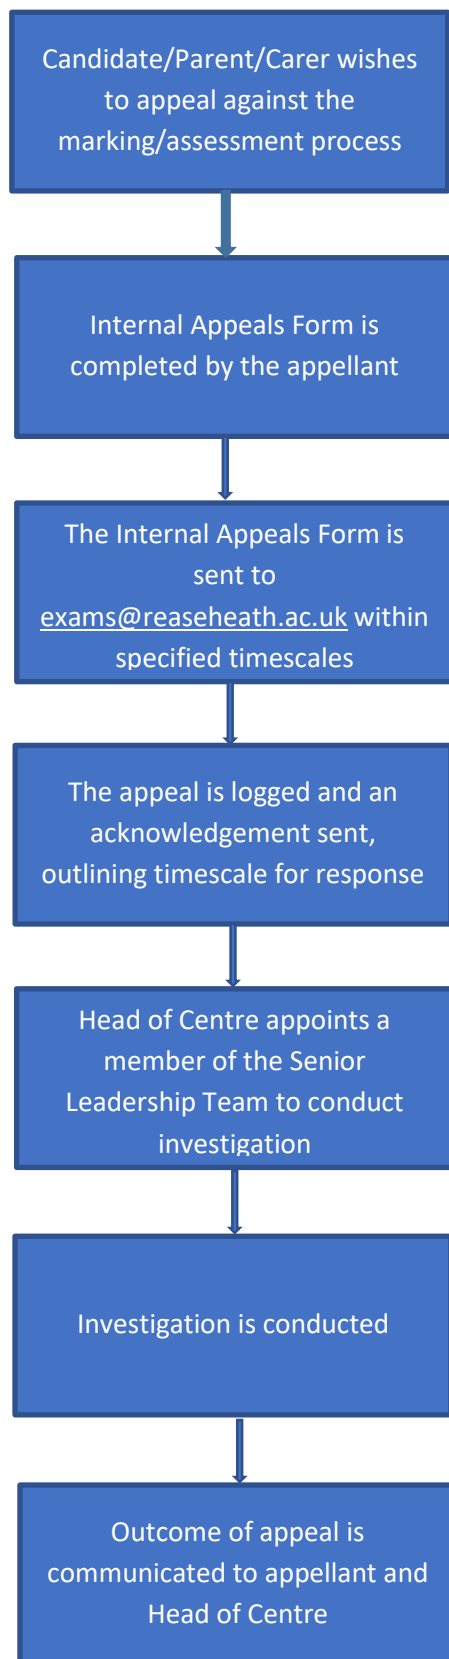 Candidate/Parent/Carer wishes
to appeal against the
marking/assessment process
Internal Appeals Form is
completed by the appellant
The Internal Appeals Form is
sent to
exams@reaseheath.ac.uk within
specified timescales
The appeal is logged and an
acknowledgement sent,
outlining timescale for response
Head of Centre appoints a
member of the Senior
Leadership Team to conduct
investigation
Investigation is conducted
Outcome of appeal is
communicated to appellant and
Head of Centre